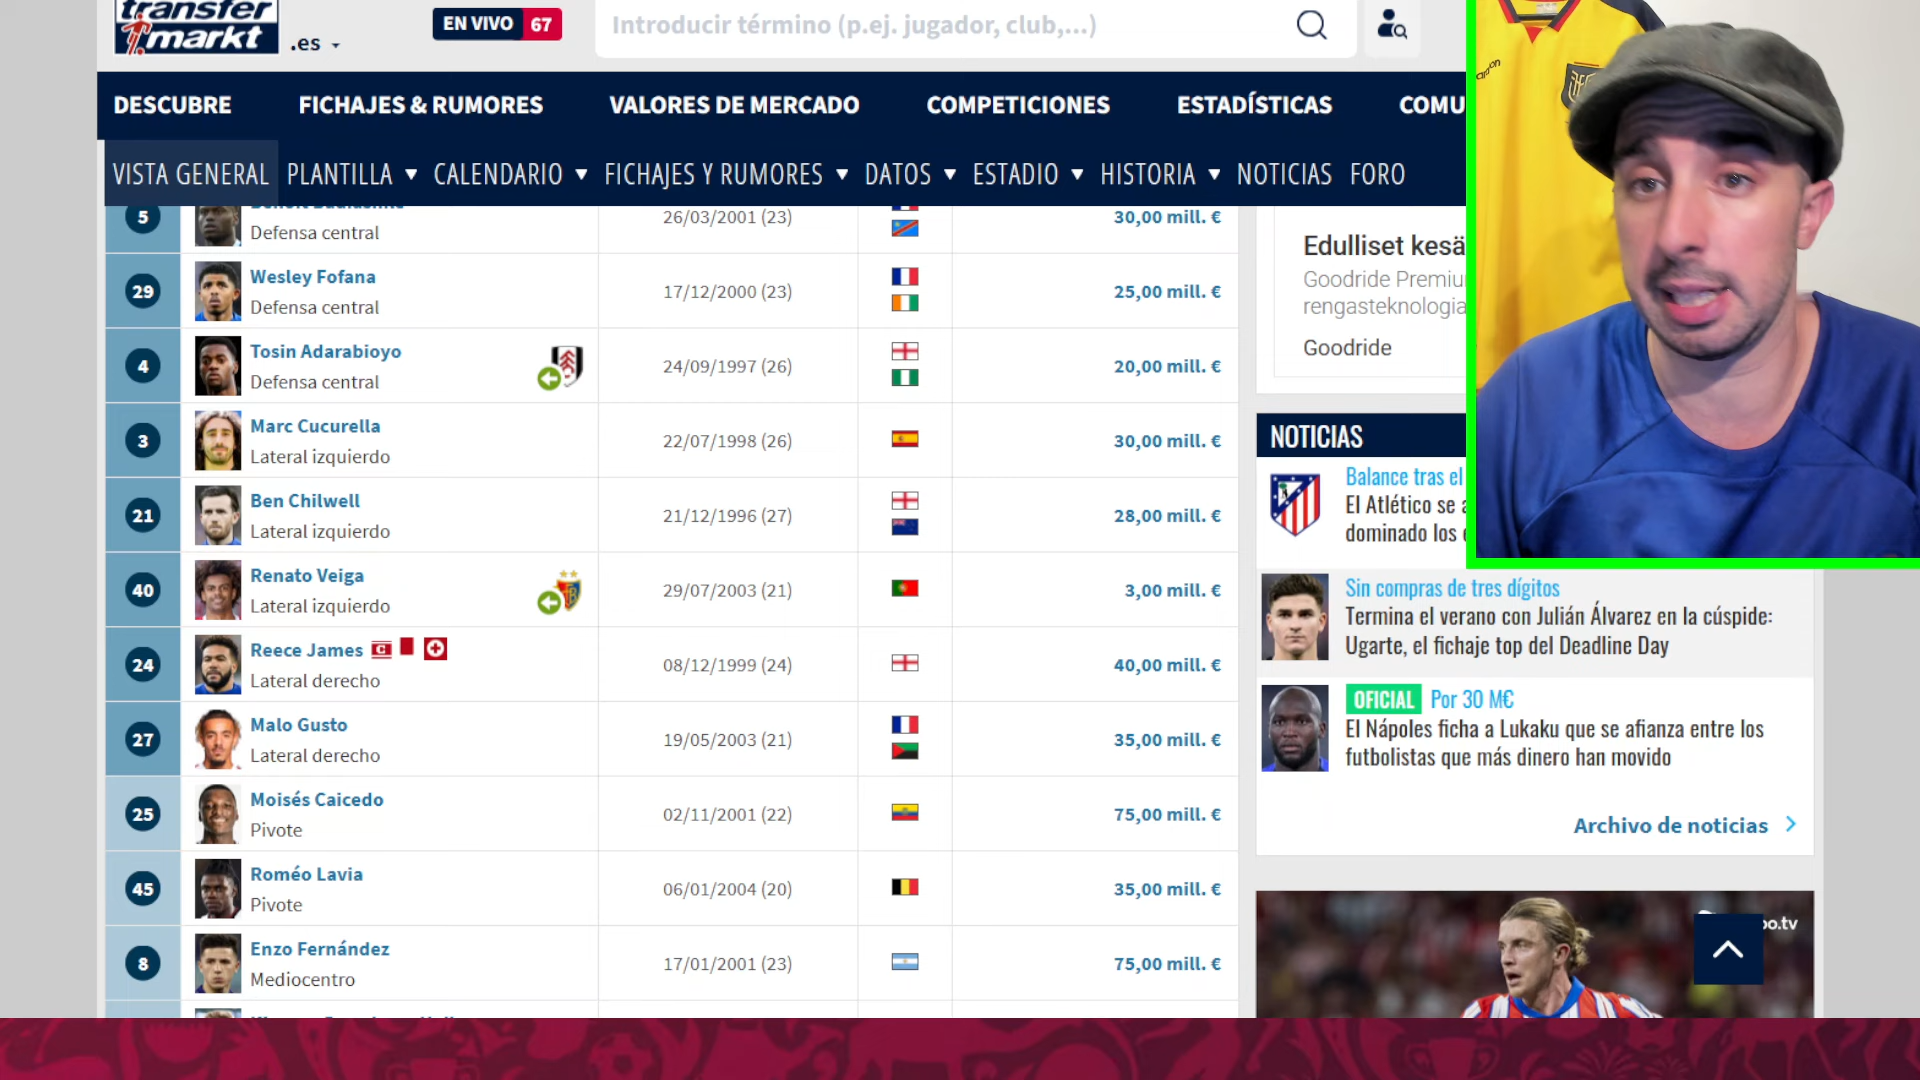 transfer
markt
.es
EN VIVO 67
Introducir término (p.ej. jugador, club,...)
DESCUBRE FICHAJES & RUMORES VALORES DE MERCADO COMPETICIONES ESTADÍSTICAS COMU
VISTA GENERAL PLANTILLA CALENDARIO FICHAJES Y RUMORES DATOS ESTADIO HISTORIA NOTICIAS FORO
5 26/03/2001 (23) 30,00 mill. €
Defensa central
Wesley Fofana
29 17/12/2000 (23) 25,00 mill. €
Defensa central
Tosin Adarabioyo
4 24/09/1997 (26) 20,00 mill. €
Defensa central
Marc Cucurella
3 22/07/1998 (26) 30,00 mill. €
Lateral izquierdo
Ben Chilwell
21 21/12/1996 (27) 28,00 mill. €
Lateral izquierdo
Renato Veiga
40 29/07/2003 (21) 3,00 mill. €
Lateral izquierdo
Reece James C
24 08/12/1999 (24) 40,00 mill. €
Lateral derecho
Malo Gusto
27 19/05/2003 (21) 35,00 mill. €
Lateral derecho
Moisés Caicedo
25 02/11/2001 (22) 75,00 mill. €
Pivote
Roméo Lavia
45 06/01/2004 (20) 35,00 mill. €
Pivote
Enzo Fernández
8 17/01/2001 (23) 75,00 mill. €
Mediocentro
Edulliset kesä
Goodride Premium
rengasteknologia
Goodride
NOTICIAS
Balance tras el
El Atlético se a
dominado los
Sin compras de tres dígitos
Termina el verano con Julián Álvarez en la cúspide:
Ugarte, el fichaje top del Deadline Day
OFICIAL Por 30 M€
El Nápoles ficha a Lukaku que se afianza entre los
futbolistas que más dinero han movido
Archivo de noticias
bo.tv